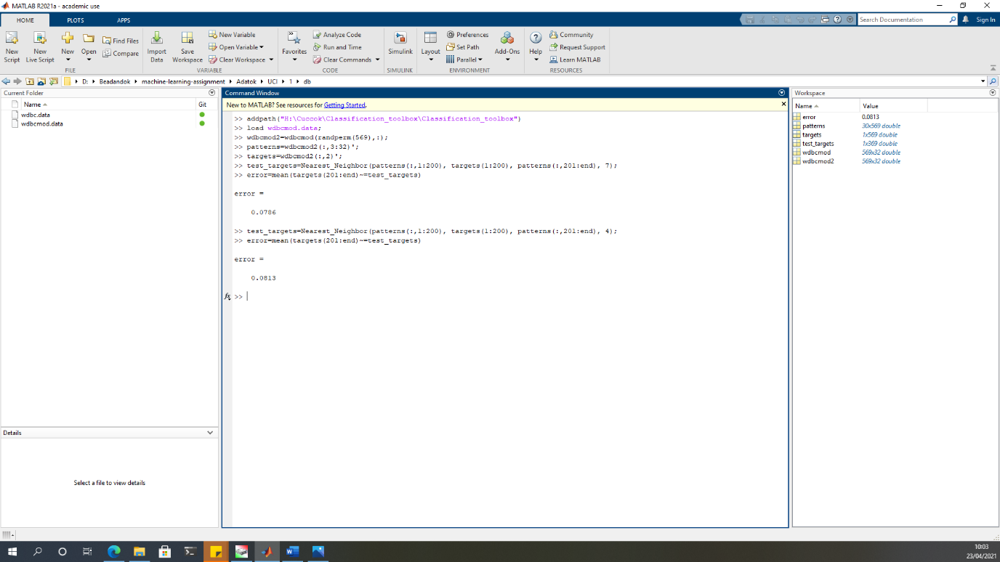 MATLAB R2021a - academic use
HOME PLOTS APPS
Search Documentation
Sign In
New Script
New Live Script
New
Open
Find Files
Compare
FILE
Import Data
Save Workspace
New Variable
Open Variable
Clear Workspace
VARIABLE
Favorites
Analyze Code
Run and Time
Clear Commands
CODE
Simulink
SIMULINK
Layout
Preferences
Set Path
Parallel
Add-Ons
ENVIRONMENT
Help
Community
Request Support
Learn MATLAB
RESOURCES
D: Beadandok machine-learning-assignment Adatok UCI 1 db
Current Folder
Name Git
wdbc.data
wdbcmod.data
Details
Select a file to view details
Command Window
New to MATLAB? See resources for Getting Started.
>> addpath("H:\Cuccok\Classification_toolbox\Classification_toolbox")
>> load wdbcmod.data;
>> wdbcmod2=wdbcmod(randperm(569),:);
>> patterns=wdbcmod2(:,3:32)';
>> targets=wdbcmod2(:,2)';
>> test_targets=Nearest_Neighbor(patterns(:,1:200), targets(1:200), patterns(:,201:end), 7);
>> error=mean(targets(201:end)~=test_targets)
error =
0.0786
>> test_targets=Nearest_Neighbor(patterns(:,1:200), targets(1:200), patterns(:,201:end), 4);
>> error=mean(targets(201:end)~=test_targets)
error =
0.0813
fx >>
Workspace
Name Value
error 0.0813
patterns 30x569 double
targets 1x569 double
test_targets 1x369 double
wdbcmod 569x32 double
wdbcmod2 569x32 double
10:03
23/04/2021